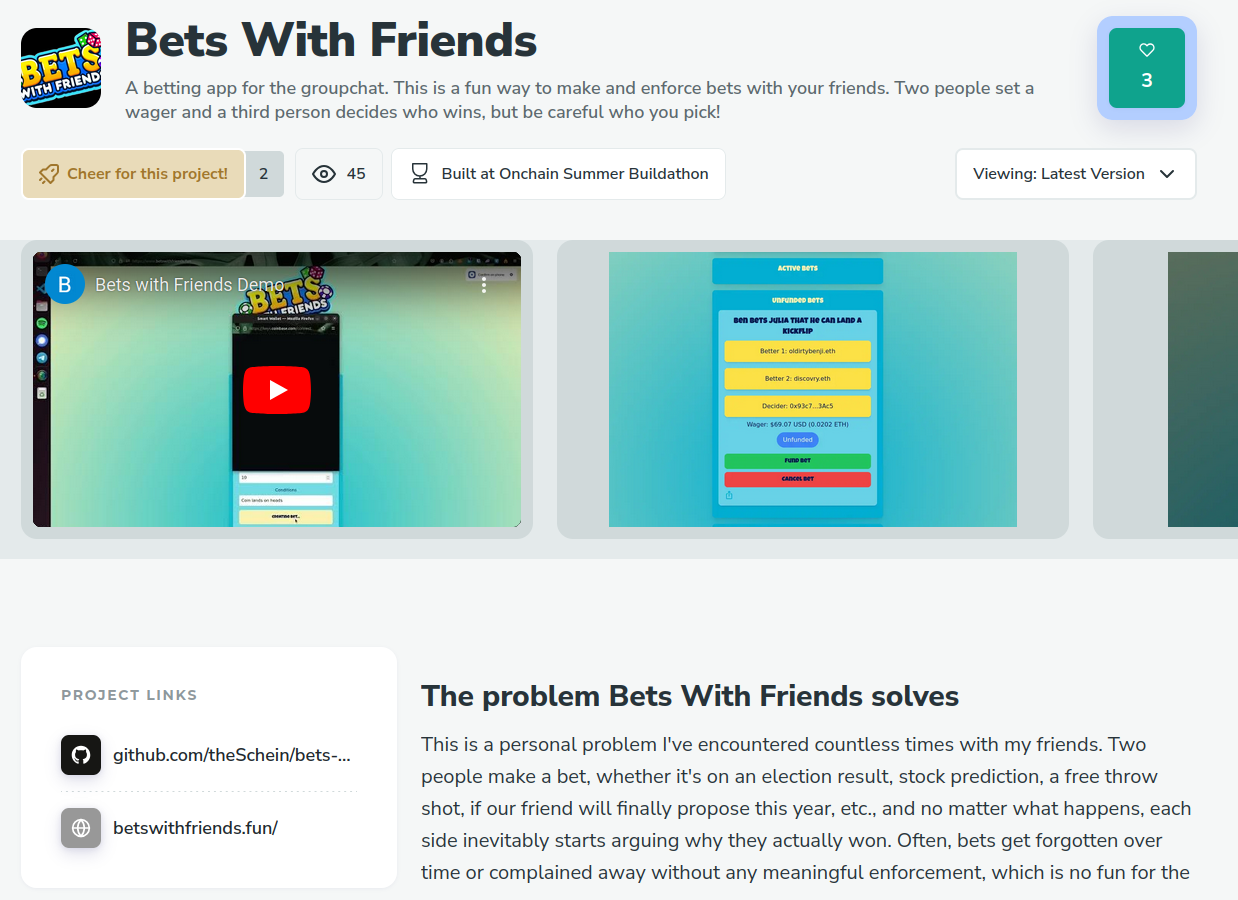 BETS
WITH FRIENDS
Bets With Friends
A betting app for the groupchat. This is a fun way to make and enforce bets with your friends. Two people set a
wager and a third person decides who wins, but be careful who you pick!
3
Cheer for this project!
2
45
Built at Onchain Summer Buildathon
Viewing: Latest Version
B
Bets with Friends Demo
BETS
FRIENDS
Smart Wallet — Mozilla Firefox
10
Conditions
Coin lands on heads
Creating Bet...
Active Bets
Unfunded Bets
Ben bets Julia that he can land a
kickflip
Better 1: oldirtybenji.eth
Better 2: discovry.eth
Decider: 0x93c7...3Ac5
Wager: $69.07 USD (0.0202 ETH)
Unfunded
Fund Bet
Cancel Bet
PROJECT LINKS
github.com/theSchein/bets-...
betswithfriends.fun/
The problem Bets With Friends solves
This is a personal problem I've encountered countless times with my friends. Two
people make a bet, whether it's on an election result, stock prediction, a free throw
shot, if our friend will finally propose this year, etc., and no matter what happens, each
side inevitably starts arguing why they actually won. Often, bets get forgotten over
time or complained away without any meaningful enforcement, which is no fun for the